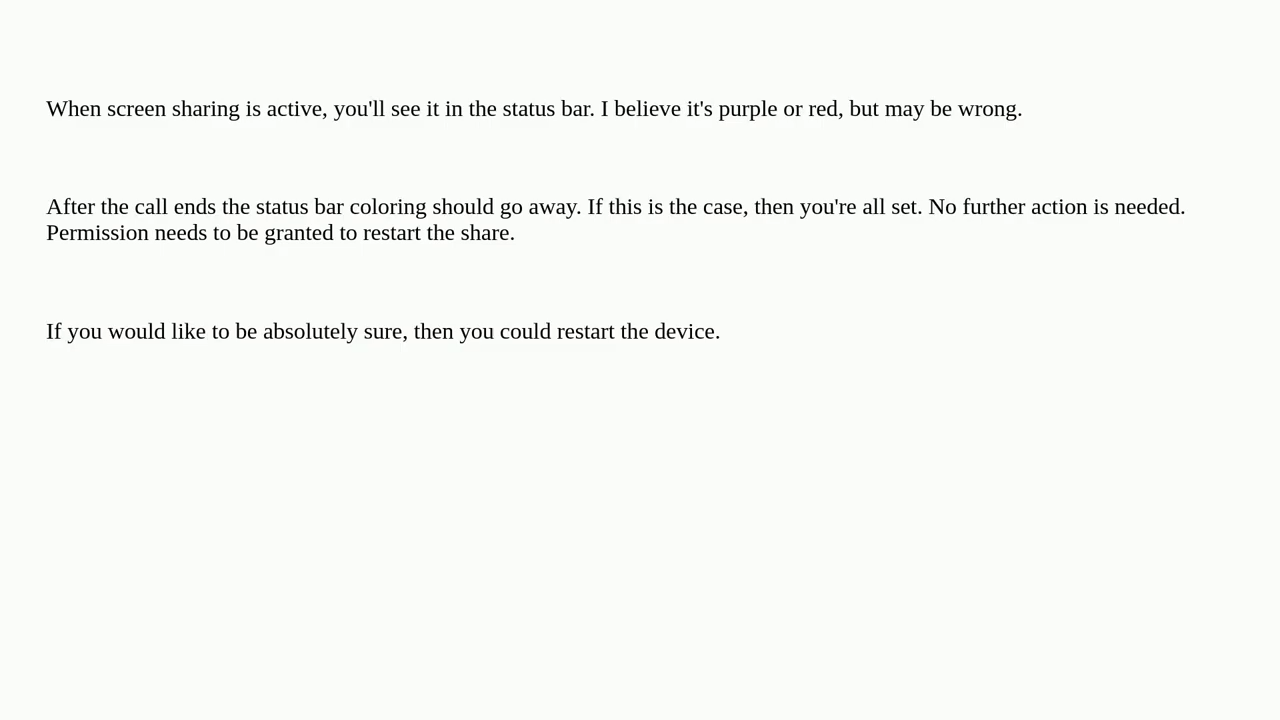 When screen sharing is active, you'll see it in the status bar. I believe it's purple or red, but may be wrong.
After the call ends the status bar coloring should go away. If this is the case, then you're all set. No further action is needed.
Permission needs to be granted to restart the share.
If you would like to be absolutely sure, then you could restart the device.